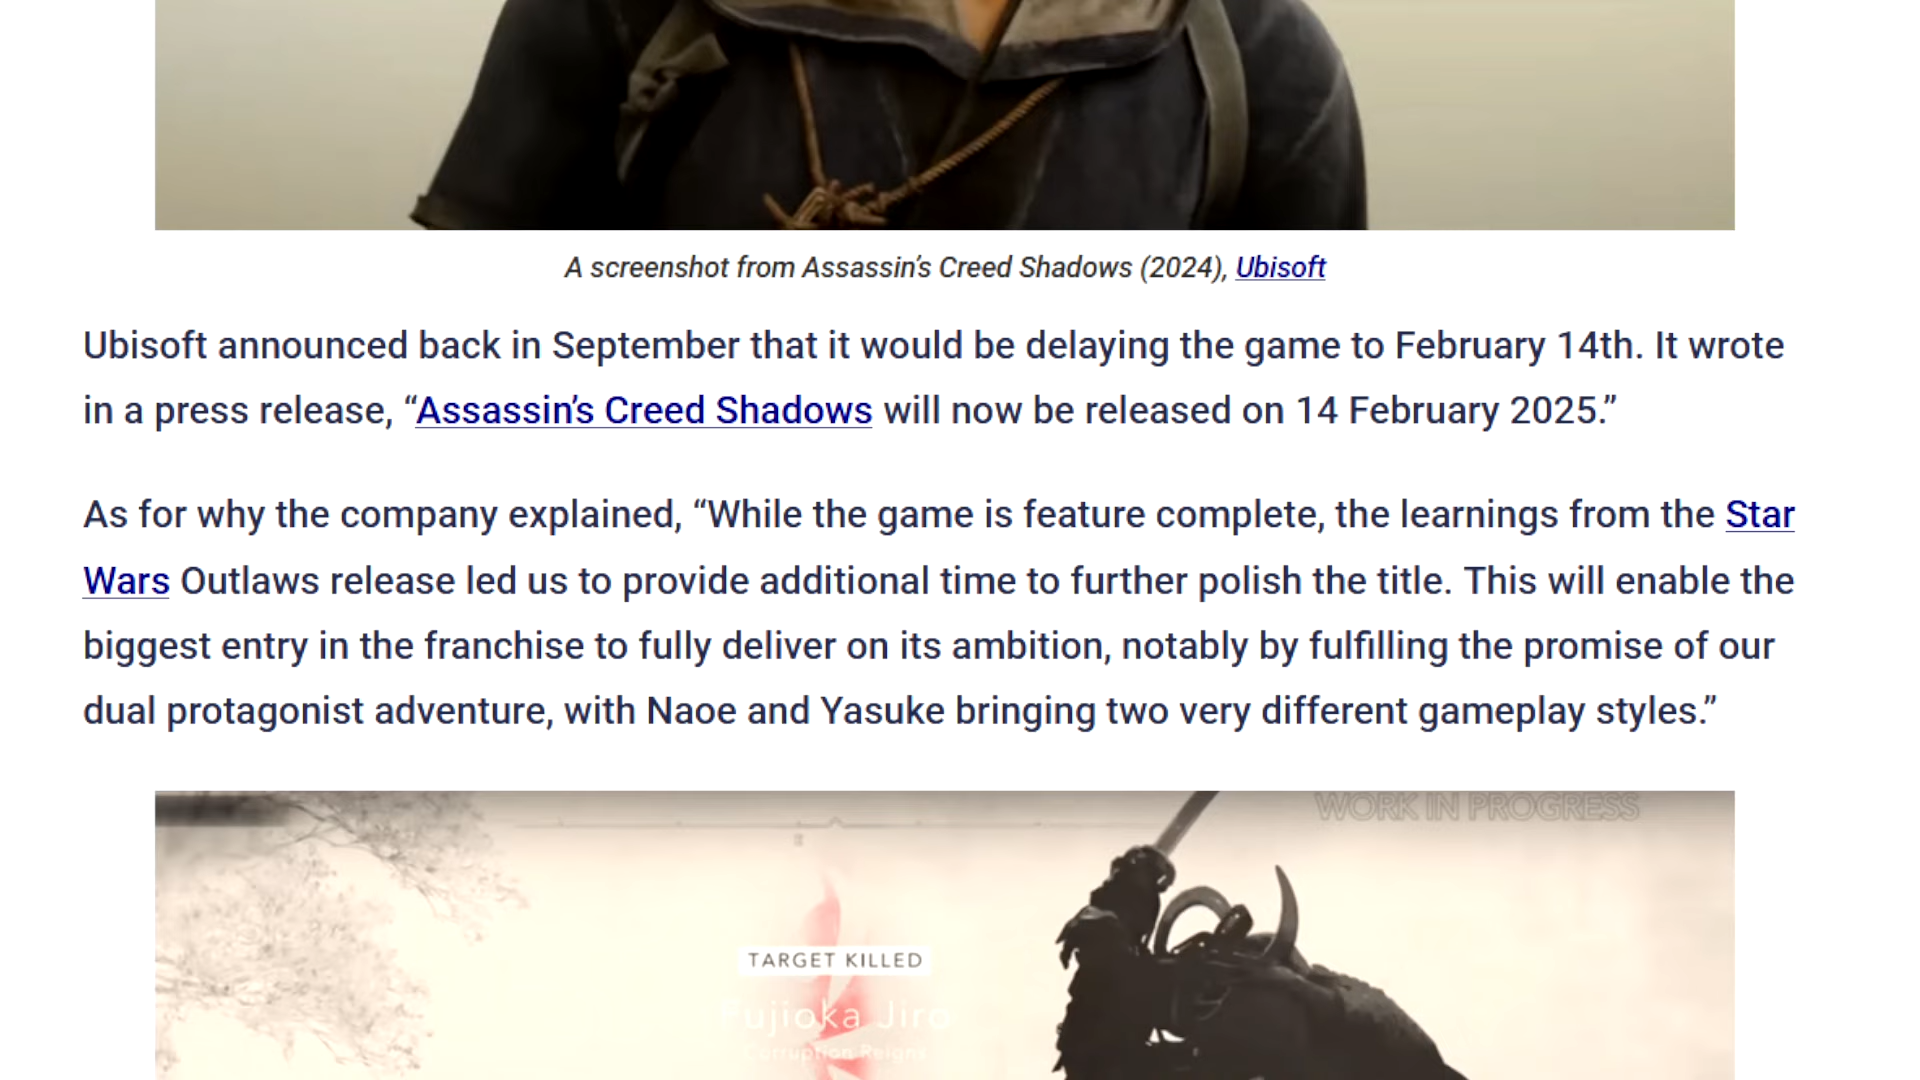 A screenshot from Assassin’s Creed Shadows (2024), Ubisoft
Ubisoft announced back in September that it would be delaying the game to February 14th. It wrote
in a press release, “Assassin’s Creed Shadows will now be released on 14 February 2025.”
As for why the company explained, “While the game is feature complete, the learnings from the Star
Wars Outlaws release led us to provide additional time to further polish the title. This will enable the
biggest entry in the franchise to fully deliver on its ambition, notably by fulfilling the promise of our
dual protagonist adventure, with Naoe and Yasuke bringing two very different gameplay styles.”
WORK IN PROGRESS
TARGET KILLED
Fujioka Jiro
Corruption Reigns